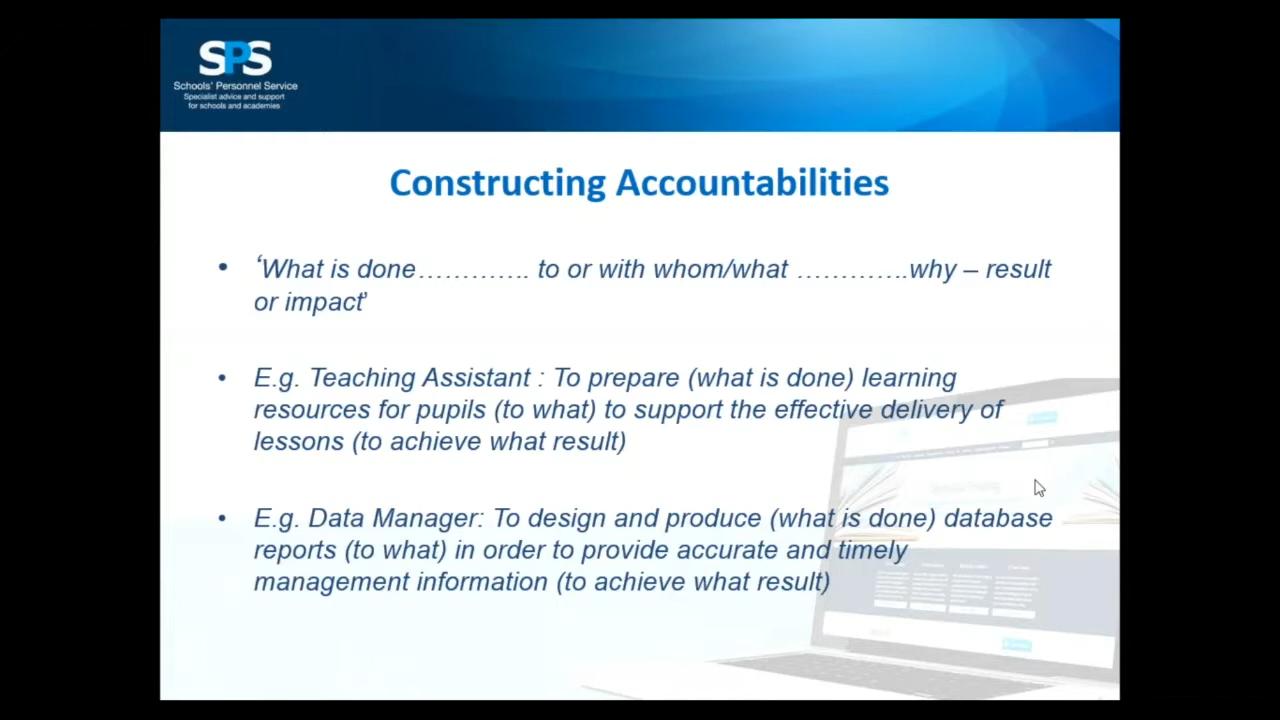 SPS
Schools' Personnel Service
Specialist advice and support
for schools and academies
Constructing Accountabilities
• ‘What is done…………. to or with whom/what ………….why – result
or impact’
• E.g. Teaching Assistant : To prepare (what is done) learning
resources for pupils (to what) to support the effective delivery of
lessons (to achieve what result)
• E.g. Data Manager: To design and produce (what is done) database
reports (to what) in order to provide accurate and timely
management information (to achieve what result)